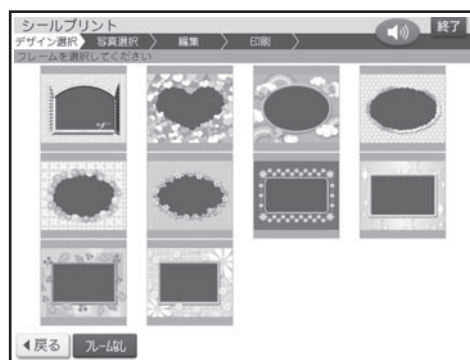 シールプリント
終了
デザイン選択 写真選択 編集 印刷
フレームを選択してください
戻る フレームなし